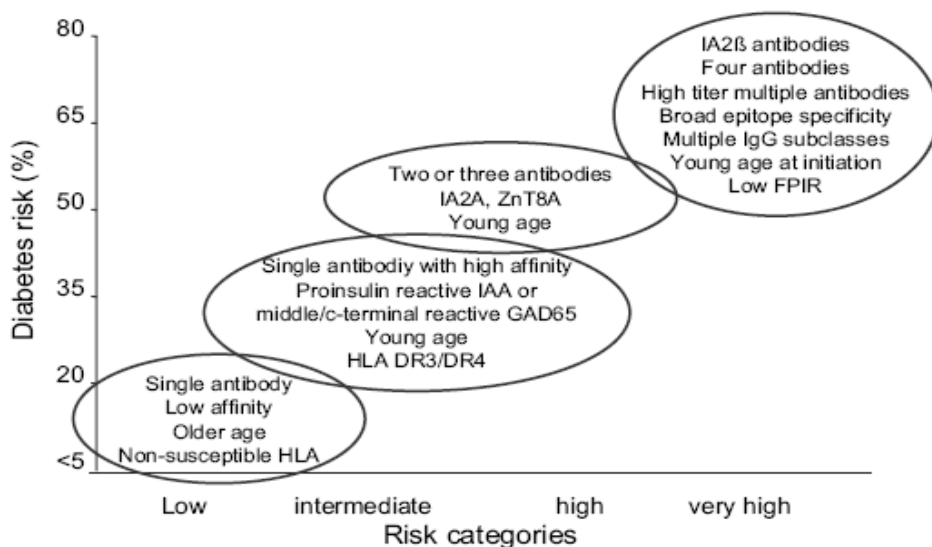 80
65
50
35
20
<5
Diabetes risk (%)
IA2ß antibodies
Four antibodies
High titer multiple antibodies
Broad epitope specificity
Multiple IgG subclasses
Young age at initiation
Low FPIR
Two or three antibodies
IA2A, ZnT8A
Young age
Single antibodiy with high affinity
Proinsulin reactive IAA or
middle/c-terminal reactive GAD65
Young age
HLA DR3/DR4
Single antibody
Low affinity
Older age
Non-susceptible HLA
Low intermediate high very high
Risk categories